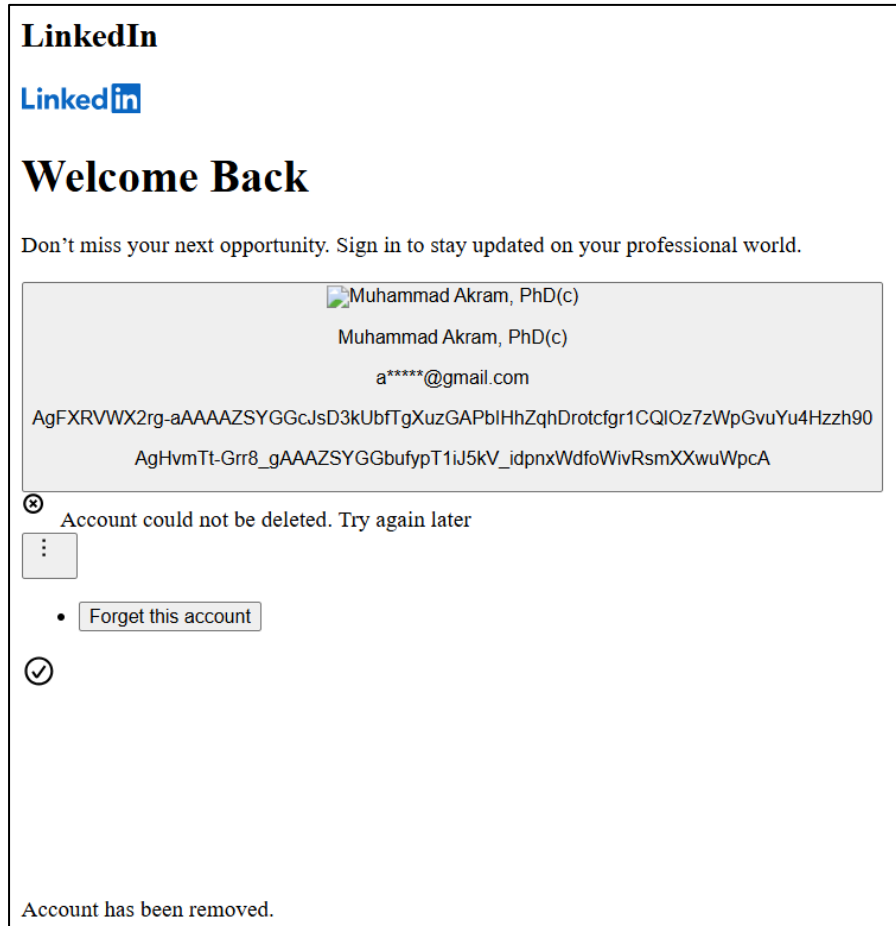 LinkedIn
Linkedin
Welcome Back
Don’t miss your next opportunity. Sign in to stay updated on your professional world.
Muhammad Akram, PhD(c)
Muhammad Akram, PhD(c)
a*****@gmail.com
AgFXRVWX2rg-aAAAAZSYGGcJsD3kUbfTgXuzGAPbIHhZqhDrotcfgr1CQIOz7zWpGvuYu4Hzzh90
AgHvmTt-Grr8_gAAAZSYGGbufypT1iJ5kV_idpnxWdfoWivRsmXXwuWpcA
Account could not be deleted. Try again later
Forget this account
Account has been removed.